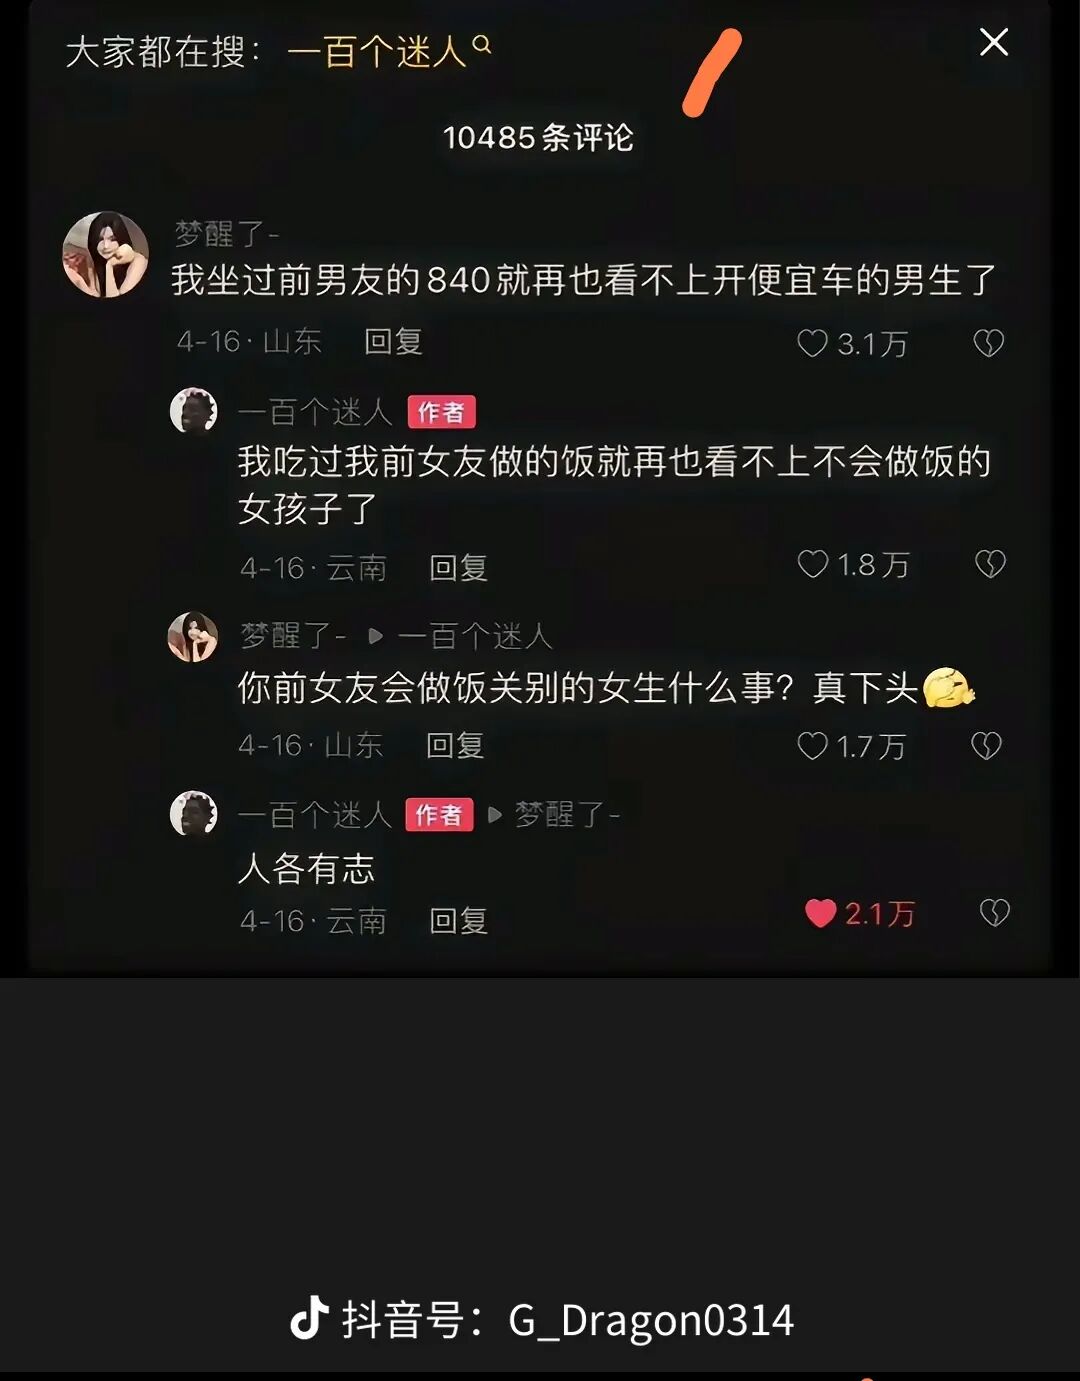 大家都在搜：一百个迷人
10485条评论
梦醒了-
我坐过前男友的840就再也看不上开便宜车的男生了
4-16·山东 回复 3.1万
一百个迷人 作者
我吃过我前女友做的饭就再也看不上不会做饭的
女孩子了
4-16·云南 回复 1.8万
梦醒了- 一百个迷人
你前女友会做饭关别的女生什么事？真下头
4-16·山东 回复 1.7万
一百个迷人 作者 梦醒了-
人各有志
4-16·云南 回复 2.1万
抖音号：G_Dragon0314